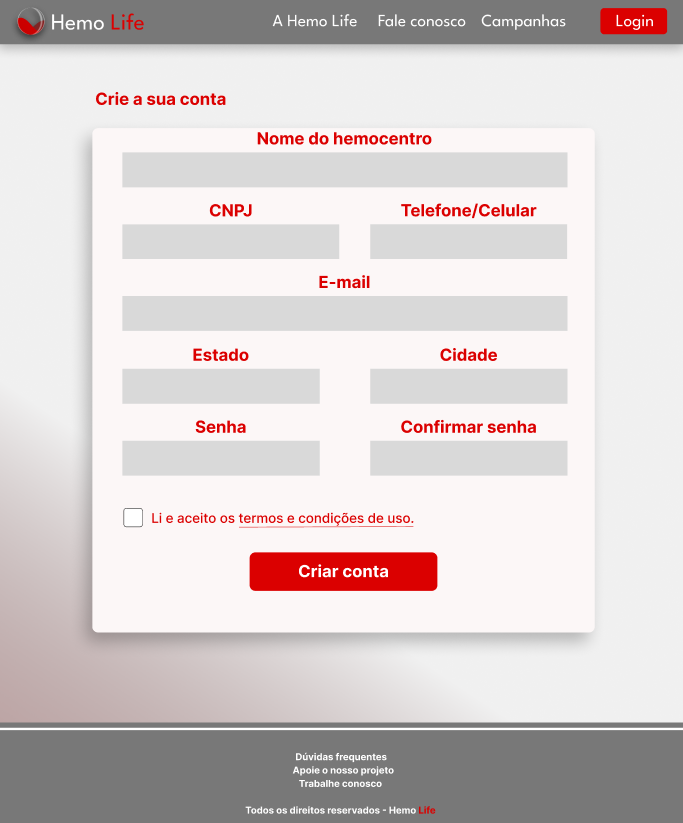 Hemo Life
A Hemo Life
Fale conosco
Campanhas
Login
Crie a sua conta
Nome do hemocentro
CNPJ
Telefone/Celular
E-mail
Estado
Cidade
Senha
Confirmar senha
Li e aceito os termos e condições de uso.
Criar conta
Dúvidas frequentes
Apoie o nosso projeto
Trabalhe conosco
Todos os direitos reservados - Hemo Life